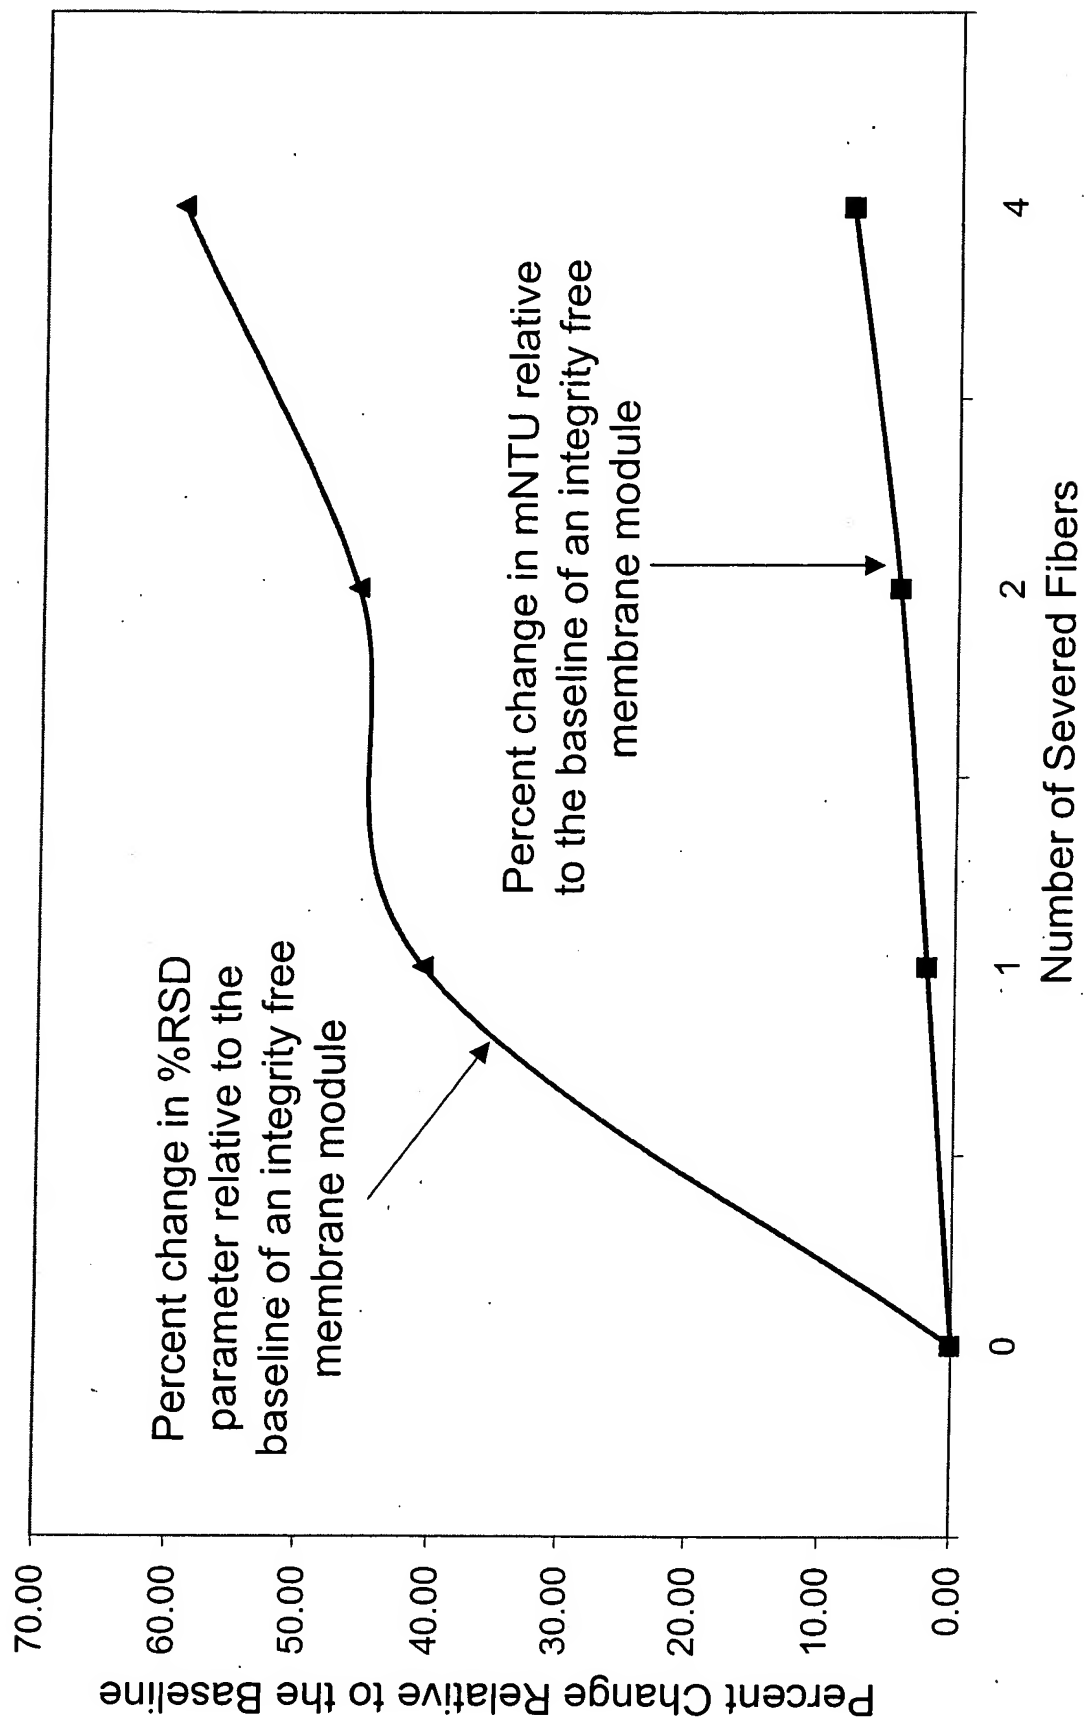 Percent Change Relative to the Baseline
70.00
60.00
50.00
40.00
30.00
20.00
10.00
0.00
Percent change in %RSD
parameter relative to the
baseline of an integrity free
membrane module
Percent change in mNTU relative
to the baseline of an integrity free
membrane module
0
1
2
4
Number of Severed Fibers